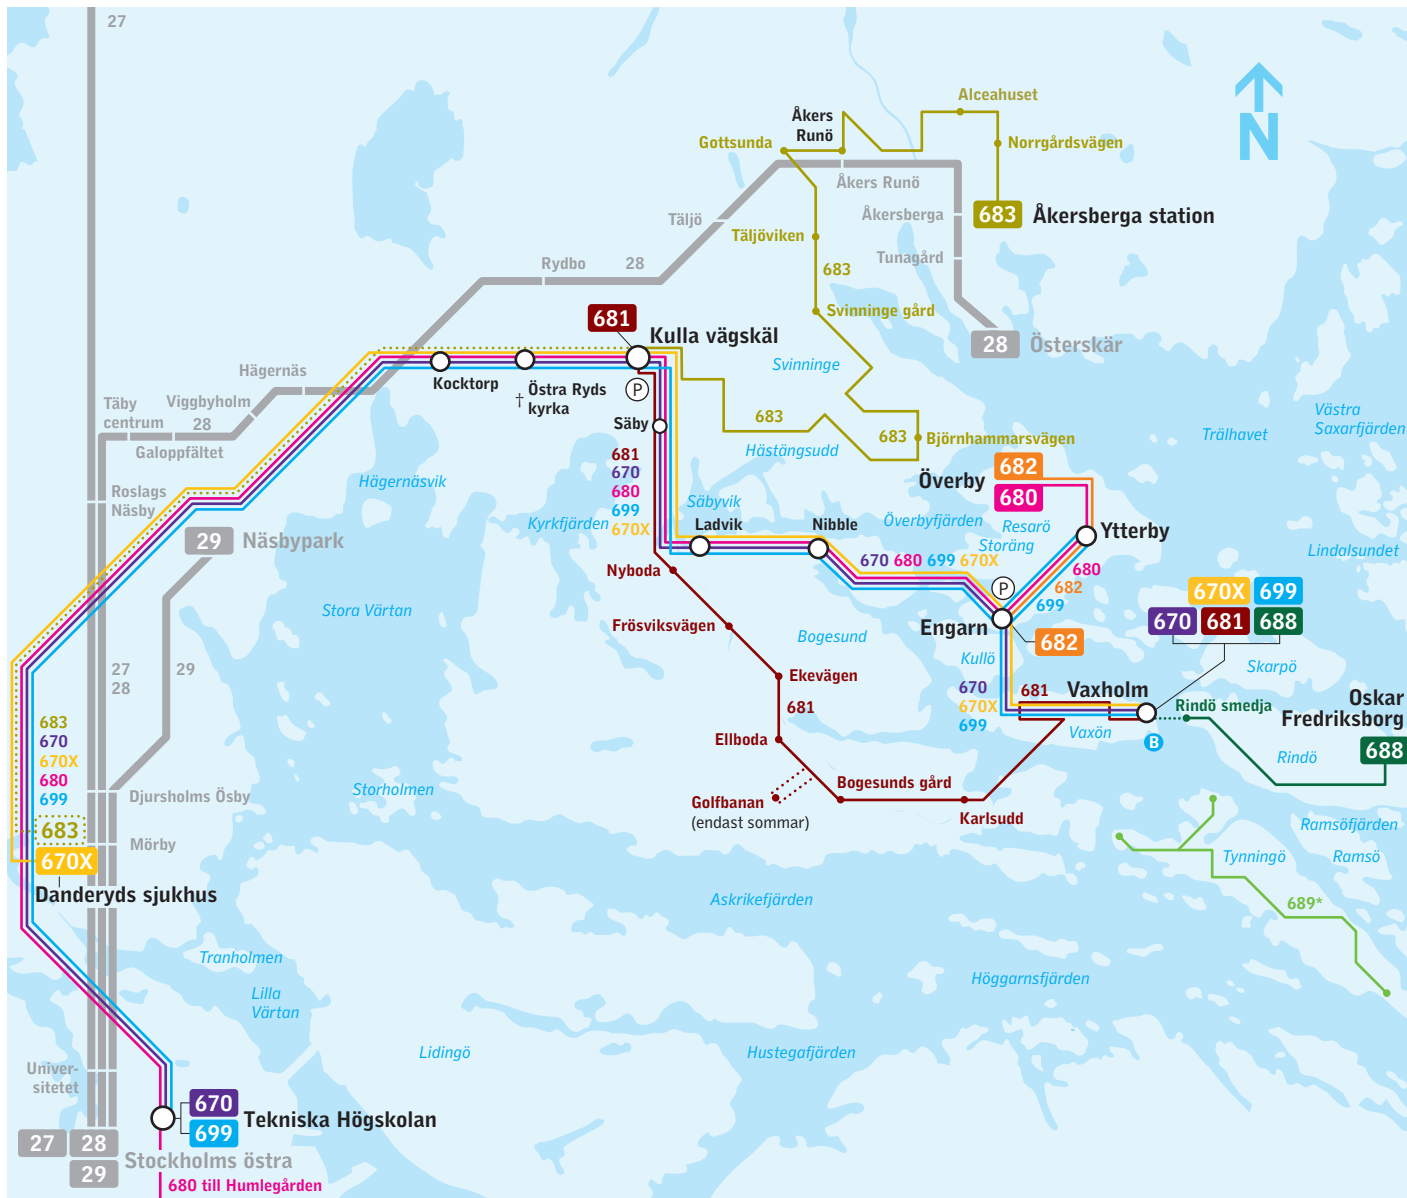 27
Alceahuset
Åkers
Runö
Gottsunda
Norrgårdsvägen
N
Åkers Runö
683
Åkersberga station
Åkersberga
Täljö
Täljöviken
Tunagård
Rydbo
28
683
Svinninge gård
681
Kulla vägskäl
28
Österskär
Svinninge
Hägernäs
Kocktorp
† Östra Ryds
kyrka
P
Täby
centrum
Viggbyholm
28
Galoppfältet
Säby
683
683
Björnhammarsvägen
Västra
Saxarfjärden
Trälhavet
Hästängsudd
681
670
680
699
670X
Överby
682
680
Hägernäsvik
Roslags
Näsby
Säbyvik
Kyrkfjärden
Ladvik
Nibble
Överbyfjärden
Resarö
Storäng
Ytterby
29
Näsbypark
Lindalsundet
670
680
699
670X
680
682
699
Nyboda
P
670X
699
670
681
688
Stora Värtan
Frösviksvägen
Bogesund
Engarn
682
Kullö
27
28
29
Ekevägen
681
Skarpö
670
670X
699
681
Vaxholm
Rindö smedja
Oskar
Fredriksborg
688
683
670
670X
680
699
Ellboda
Vaxön
B
Rindö
Djursholms Ösby
Storholmen
Golfbanan
(endast sommar)
Bogesunds gård
Karlsudd
683
Mörby
670X
Danderyds sjukhus
Ramsöfjärden
Tynningö
Ramsö
Askrikefjärden
689*
Tranholmen
Lilla
Värtan
Höggarnsfjärden
Lidingö
Hustegafjärden
Univer-
sitetet
670
699
Tekniska Högskolan
27
28
29
Stockholms östra
680 till Humlegården